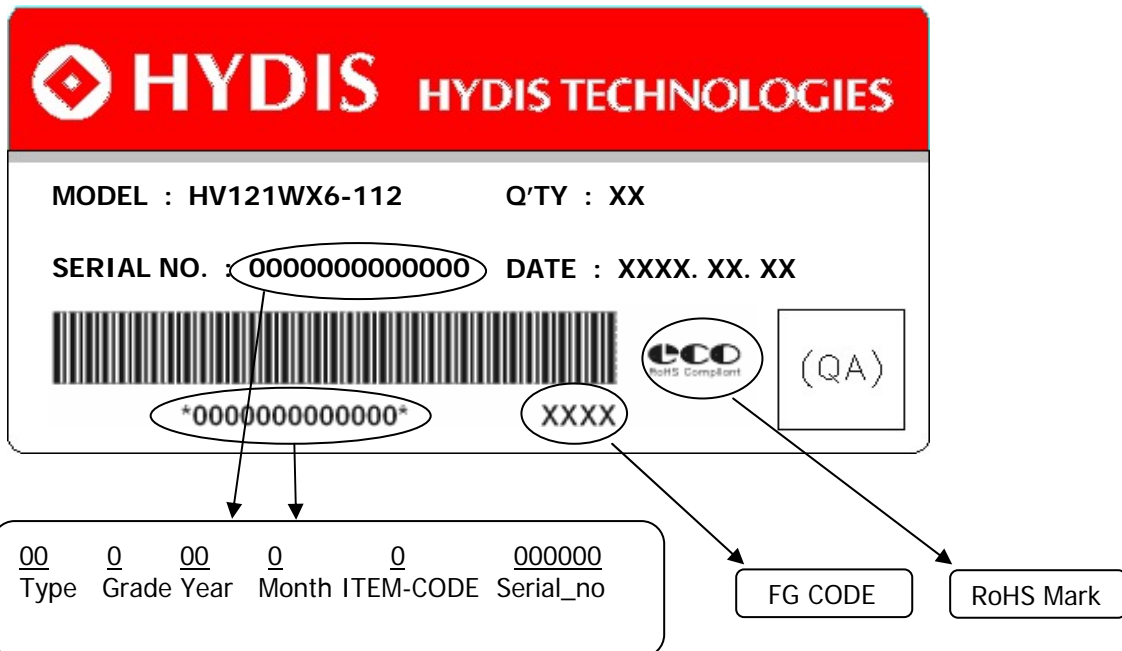 HYDIS HYDIS TECHNOLOGIES
MODEL : HV121WX6-112 Q'TY : XX
SERIAL NO. : 0000000000000 DATE : XXXX. XX. XX
eco
RoHS Compliant
(QA)
*0000000000000* XXXX
00 0 00 0 0 000000
Type Grade Year Month ITEM-CODE Serial_no
FG CODE
RoHS Mark